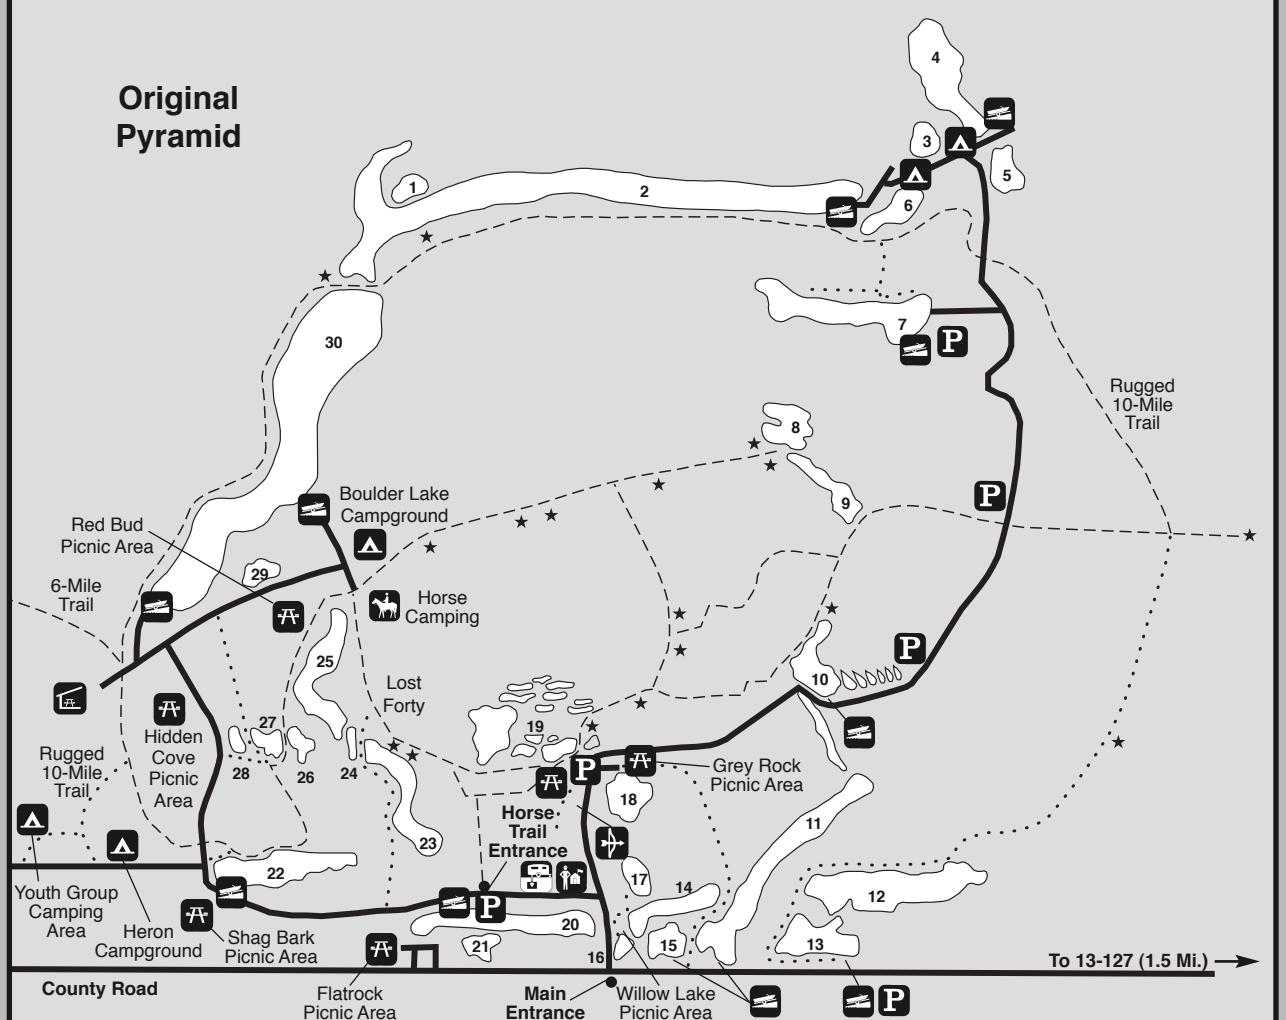 Original
Pyramid
4
3
5
1
2
6
7
P
30
Rugged
10-Mile
Trail
8
9
P
Boulder Lake
Campground
Red Bud
Picnic Area
29
6-Mile
Trail
Horse
Camping
25
10
P
Lost
Forty
19
27
28
26
24
Hidden
Cove
Picnic
Area
Rugged
10-Mile
Trail
P
Grey Rock
Picnic Area
18
Horse
Trail
Entrance
11
23
22
17
14
12
P
20
21
16
15
13
Youth Group
Camping
Area
Heron
Campground
Shag Bark
Picnic Area
To 13-127 (1.5 Mi.)
County Road
Flatrock
Picnic Area
Main
Entrance
Willow Lake
Picnic Area
P